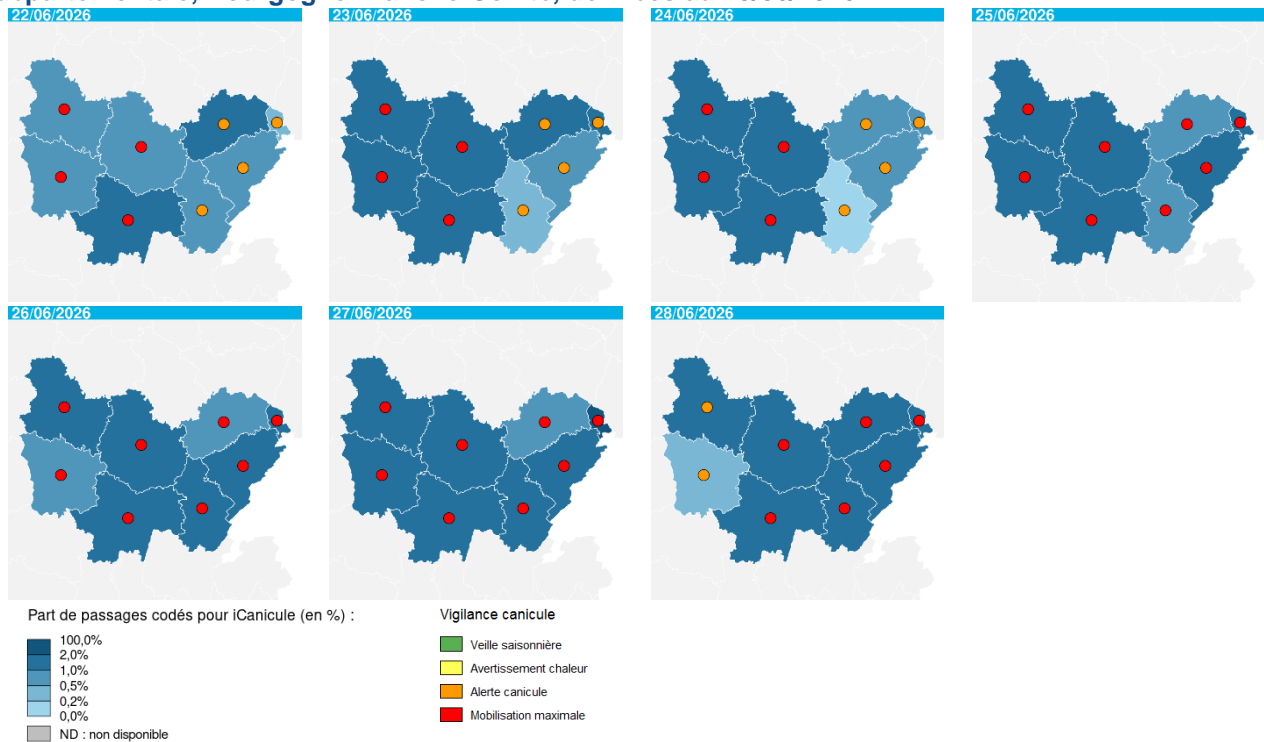 22/06/2026
23/06/2026
24/06/2026
25/06/2026
26/06/2026
27/06/2026
28/06/2026
Part de passages codés pour iCanicule (en %) :
100,0%
2,0%
1,0%
0,5%
0,2%
0,0%
ND : non disponible
Vigilance canicule
Veille saisonnière
Avertissement chaleur
Alerte canicule
Mobilisation maximale